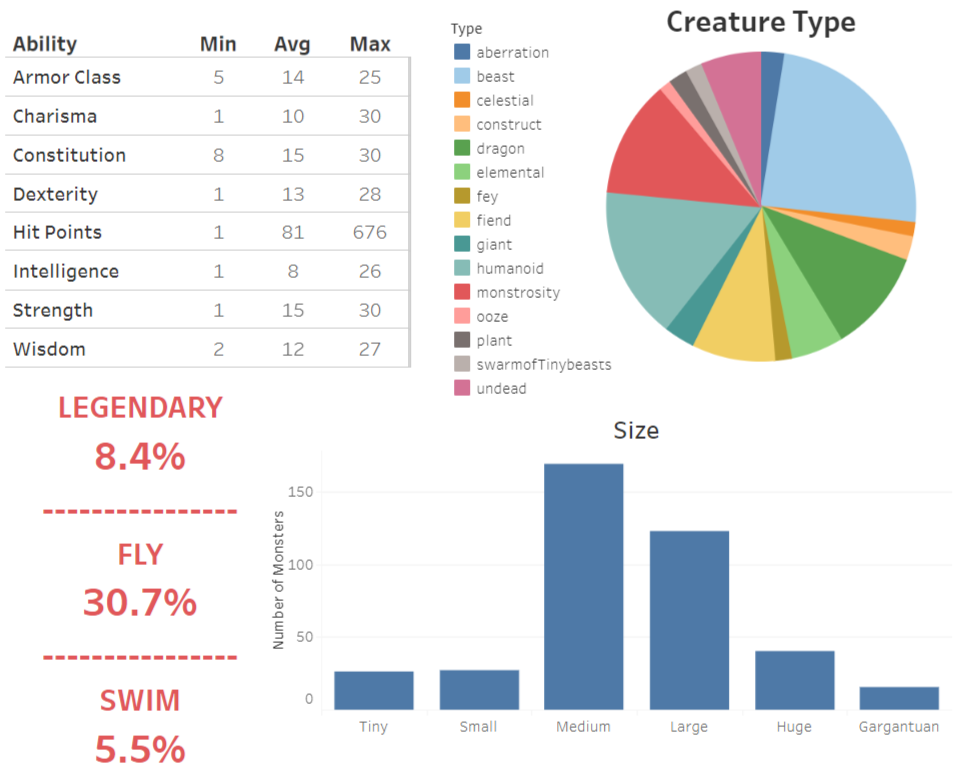 Ability Min Avg Max
Armor Class 5 14 25
Charisma 1 10 30
Constitution 8 15 30
Dexterity 1 13 28
Hit Points 1 81 676
Intelligence 1 8 26
Strength 1 15 30
Wisdom 2 12 27
Type
aberration
beast
celestial
construct
dragon
elemental
fey
fiend
giant
humanoid
monstrosity
ooze
plant
swarmofTinybeasts
undead
Creature Type
LEGENDARY
8.4%
FLY
30.7%
SWIM
5.5%
Size
Number of Monsters
150
100
50
0
Tiny Small Medium Large Huge Gargantuan